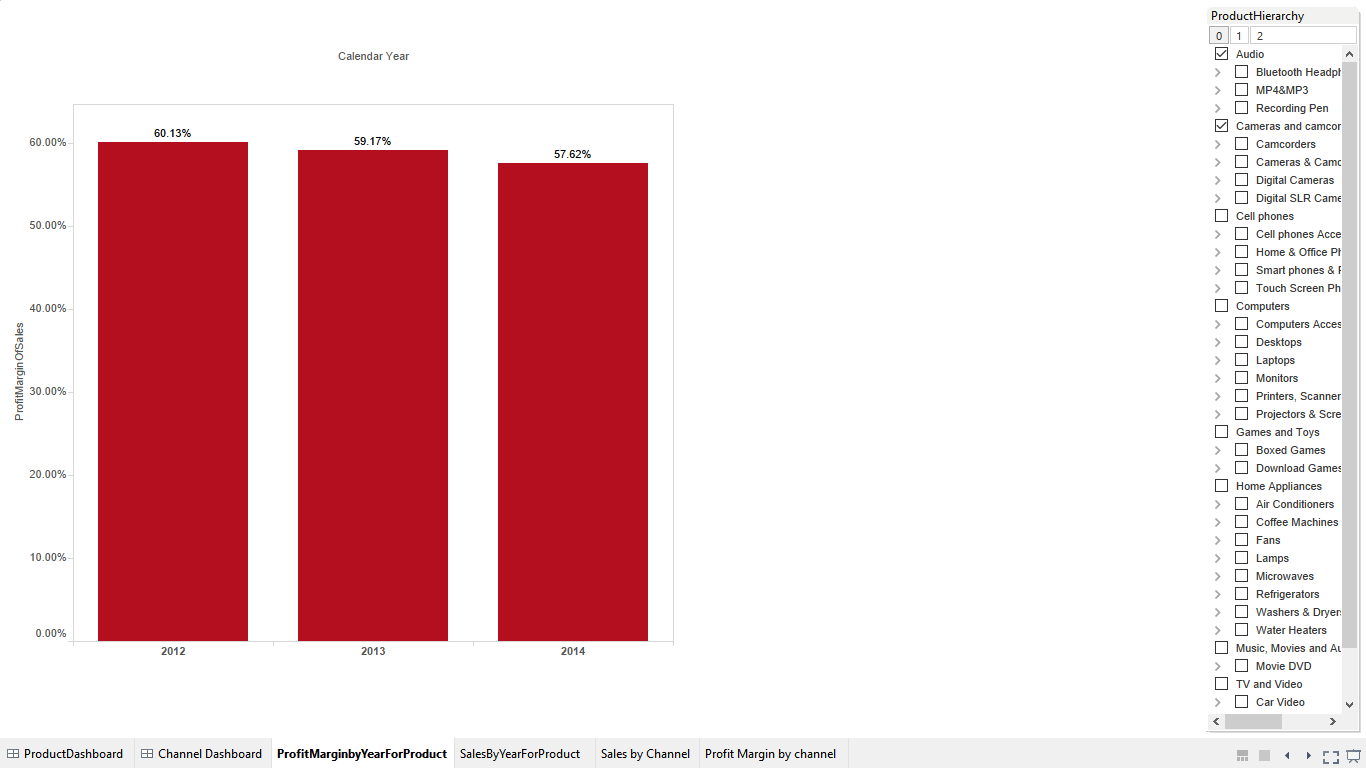 Calendar Year
60.13%
59.17%
57.62%
60.00%
50.00%
40.00%
30.00%
20.00%
10.00%
0.00%
ProfitMarginOfSales
2012 2013 2014
ProductHierarchy
0 1 2
Audio
Bluetooth Headph
MP4&MP3
Recording Pen
Cameras and camcor
Camcorders
Cameras & Camc
Digital Cameras
Digital SLR Came
Cell phones
Cell phones Acce
Home & Office Ph
Smart phones & P
Touch Screen Ph
Computers
Computers Acces
Desktops
Laptops
Monitors
Printers, Scanner
Projectors & Scre
Games and Toys
Boxed Games
Download Games
Home Appliances
Air Conditioners
Coffee Machines
Fans
Lamps
Microwaves
Refrigerators
Washers & Dryers
Water Heaters
Music, Movies and Au
Movie DVD
TV and Video
Car Video
ProductDashboard Channel Dashboard ProfitMarginbyYearForProduct SalesByYearForProduct Sales by Channel Profit Margin by channel